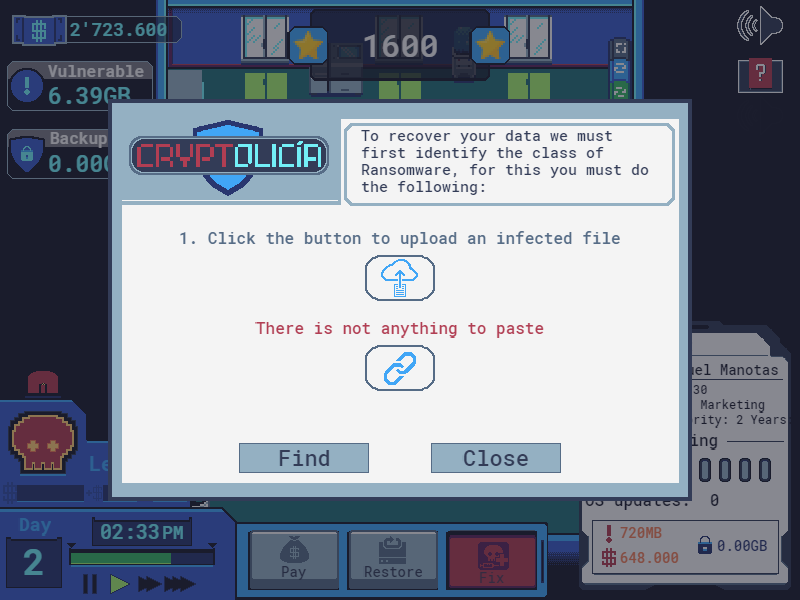 2'723.600
1600
Vulnerable
6.39GB
?
Backup
0.00
CRYPTOLICÍA
To recover your data we must
first identify the class of
Ransomware, for this you must do
the following:
1. Click the button to upload an infected file
There is not anything to paste
Find
Close
uel Manotas
30
Marketing
ority: 2 Years
ing
Le
OS updates: 0
Day
2
02:33PM
Pay
Restore
Fix
720MB
0.00GB
648.000